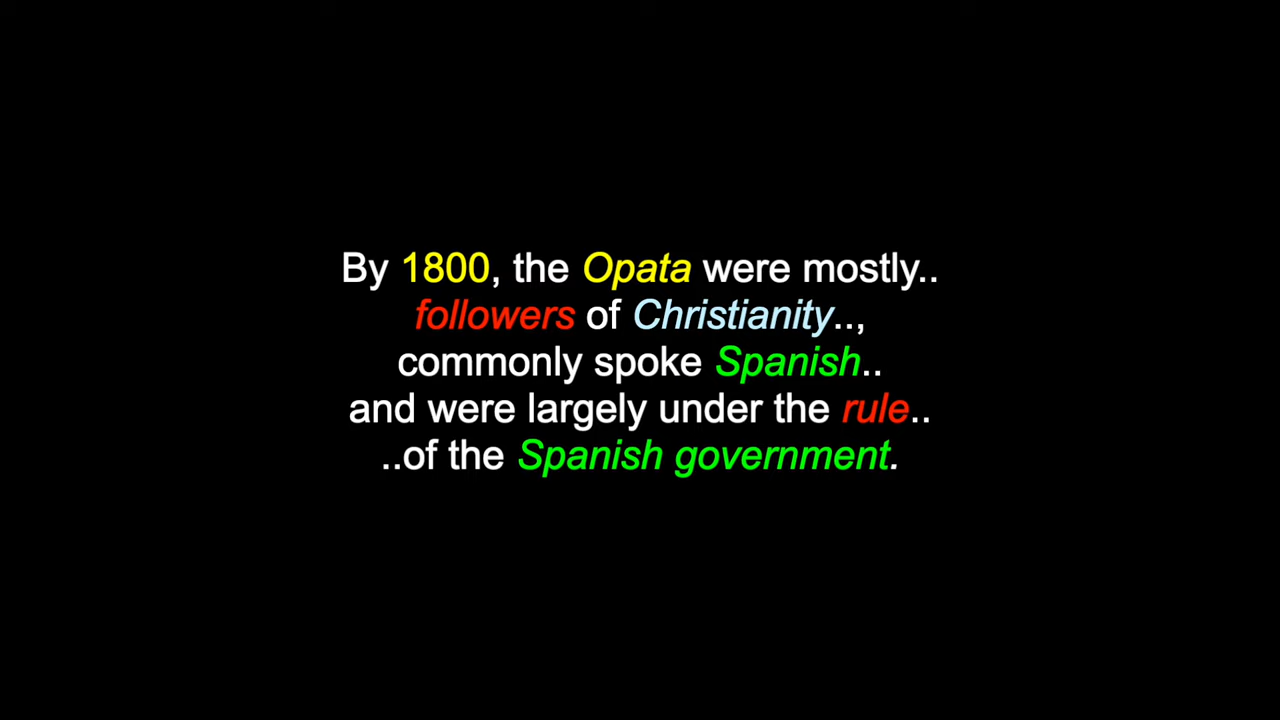 By 1800, the Opata were mostly..
followers of Christianity..,
commonly spoke Spanish..
and were largely under the rule..
..of the Spanish government.